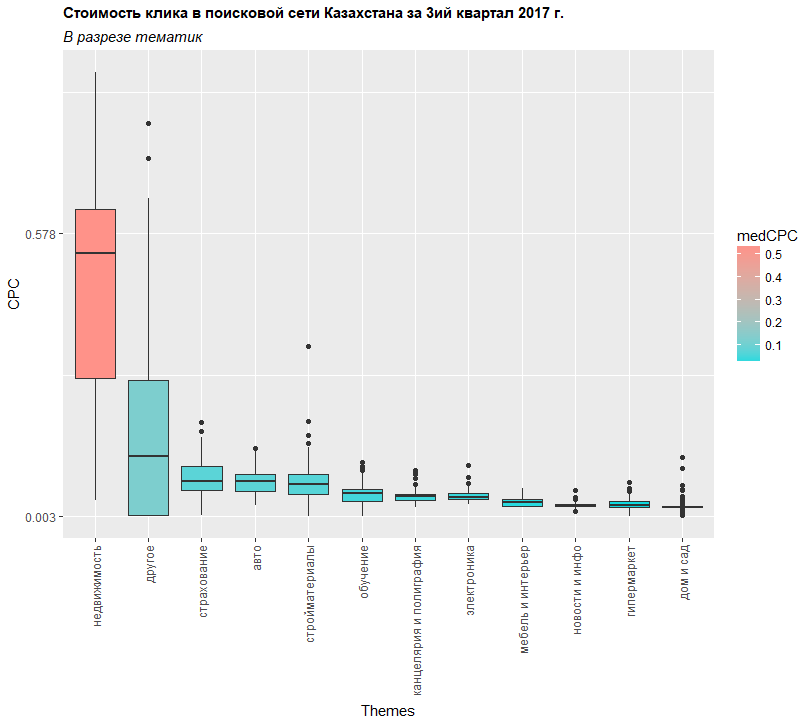 Стоимость клика в поисковой сети Казахстана за 3ий квартал 2017 г.
В разрезе тематик
CPC
0.578
0.003
medCPC
0.5
0.4
0.3
0.2
0.1
недвижимость
другое
страхование
авто
стройматериалы
обучение
канцелярия и полиграфия
электроника
мебель и интерьер
новости и инфо
гипермаркет
дом и сад
Themes